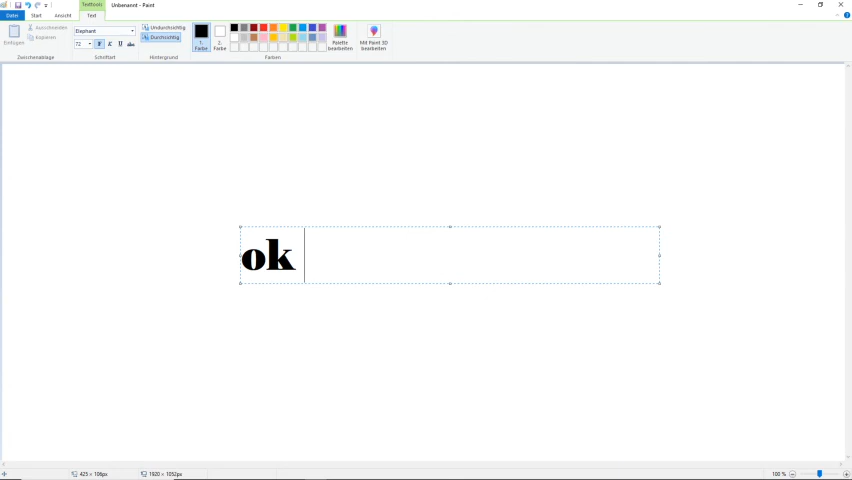 Texttools
Unbenannt - Paint
Datei
Start
Ansicht
Text
Einfügen
Ausschneiden
Kopieren
Zwischenablage
Elephant
72
F
K
U
abc
Schriftart
Undurchsichtig
Durchsichtig
Hintergrund
1.
Farbe
2.
Farbe
Palette
bearbeiten
Mit Paint 3D
bearbeiten
Farben
ok
425 × 106px
1920 × 1052px
100 %